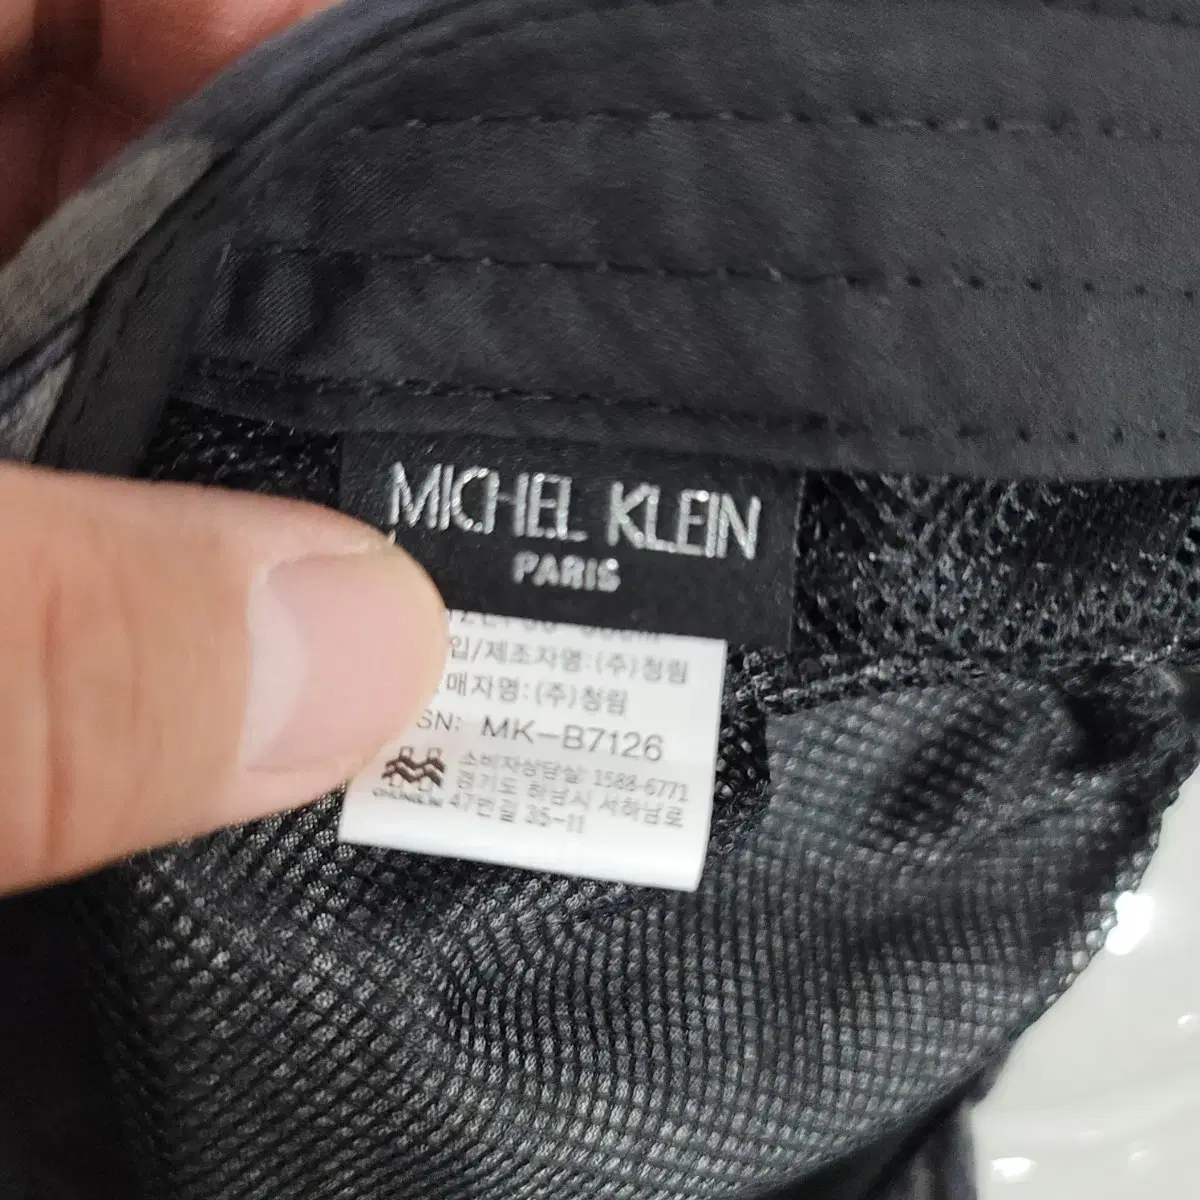 MICHEL KLEIN
PARIS
입/제조자명:(주)청림
매자명:(주)청림
SN: MK-B7126
소비자상담실: 1588-6771
경기도 하남시 서하남로
47번길 35-11